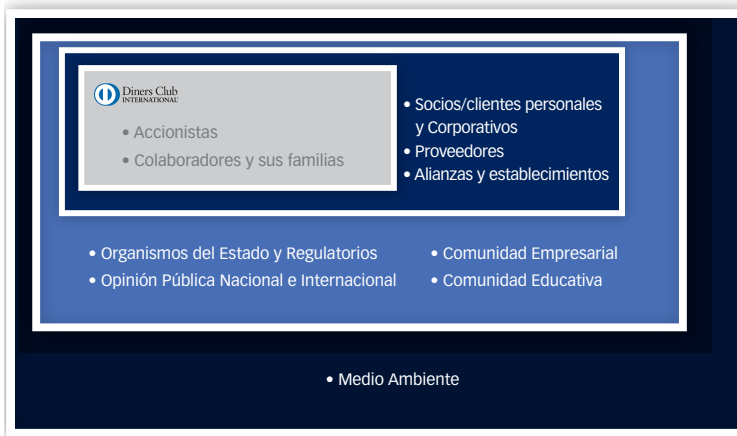 Diners Club
INTERNATIONAL
• Accionistas
• Colaboradores y sus familias
• Socios/clientes personales
y Corporativos
• Proveedores
• Alianzas y establecimientos
• Organismos del Estado y Regulatorios
• Opinión Pública Nacional e Internacional
• Comunidad Empresarial
• Comunidad Educativa
• Medio Ambiente